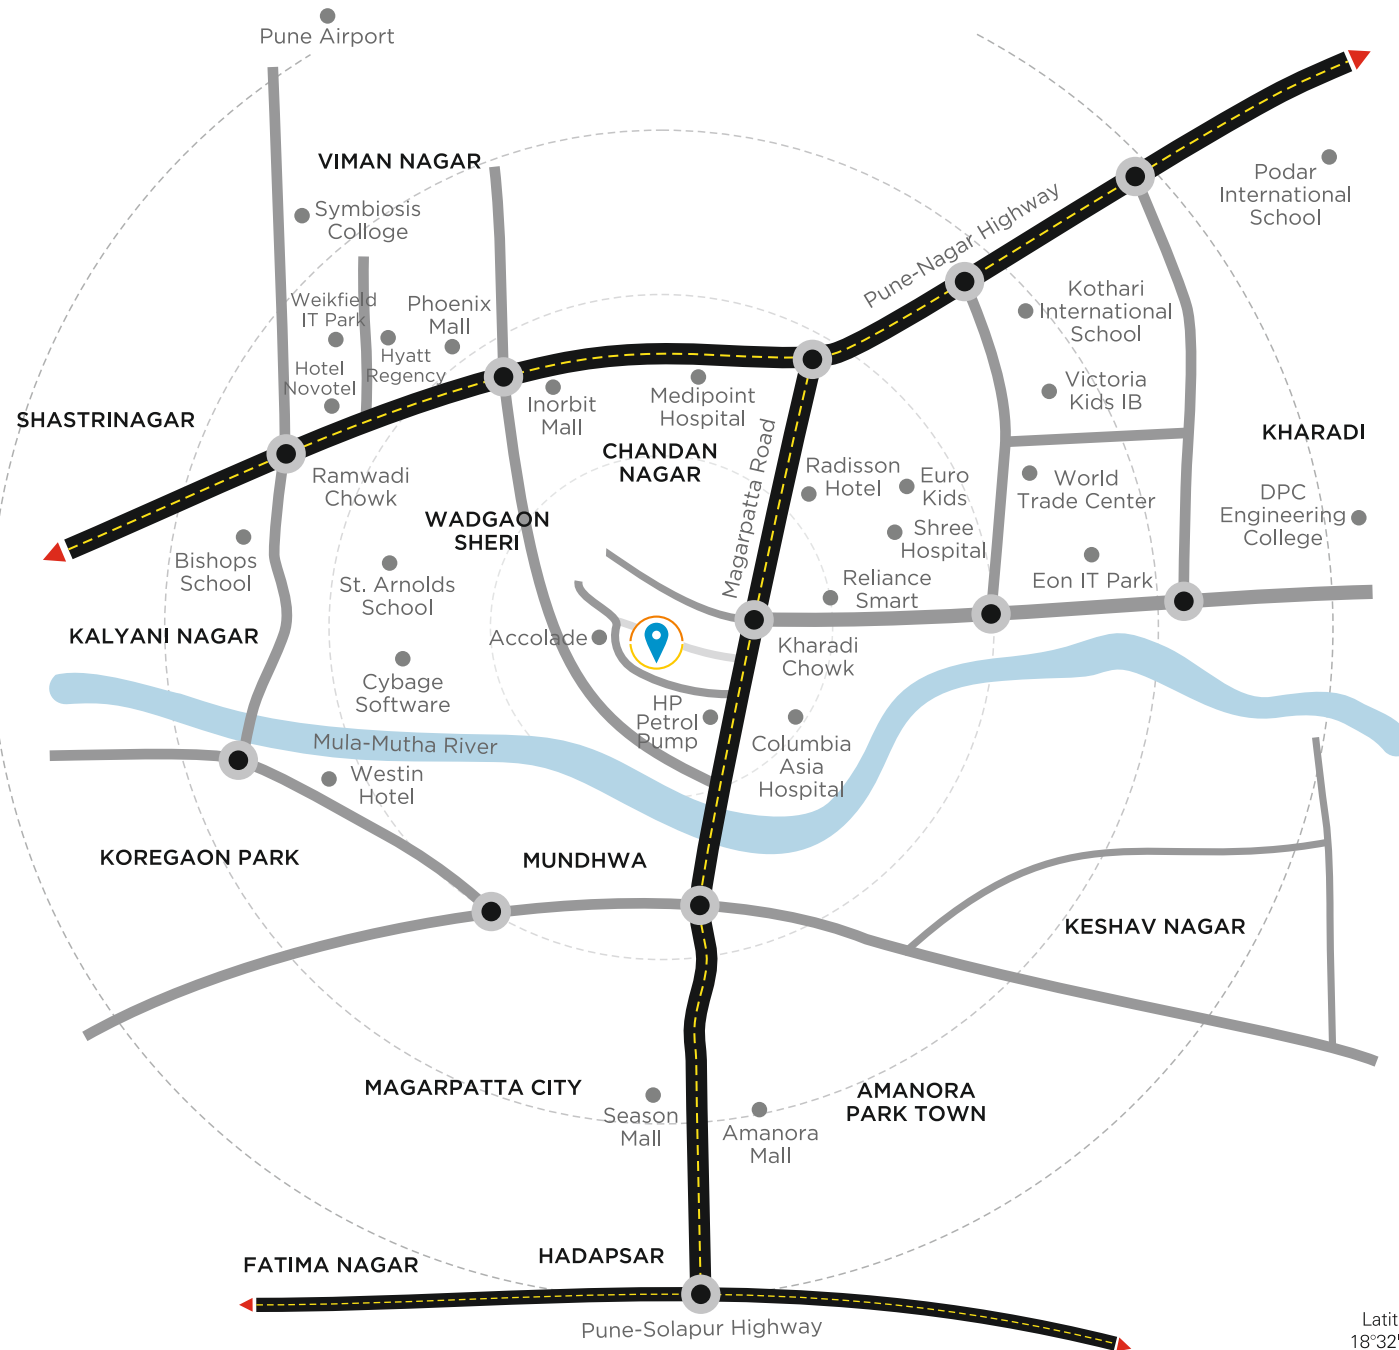 Pune Airport
VIMAN NAGAR
Symbiosis
Colloge
Weikfield
IT Park
Phoenix
Mall
Hotel
Novotel
Hyatt
Regency
Pune-Nagar Highway
Podar
International
School
Kothari
International
School
Victoria
Kids IB
SHASTRINAGAR
Ramwadi
Chowk
Inorbit
Mall
Medipoint
Hospital
CHANDAN
NAGAR
Magarpatta Road
Radisson
Hotel
Euro
Kids
World
Trade Center
KHARADI
DPC
Engineering
College
WADGAON
SHERI
Shree
Hospital
Bishops
School
St. Arnolds
School
Reliance
Smart
Eon IT Park
KALYANI NAGAR
Accolade
Kharadi
Chowk
Cybage
Software
HP
Petrol
Pump
Columbia
Asia
Hospital
Mula-Mutha River
Westin
Hotel
KOREGAON PARK
MUNDHWA
KESHAV NAGAR
MAGARPATTA CITY
Season
Mall
Amanora
Mall
AMANORA
PARK TOWN
FATIMA NAGAR
HADAPSAR
Pune-Solapur Highway
Latit
18°32'